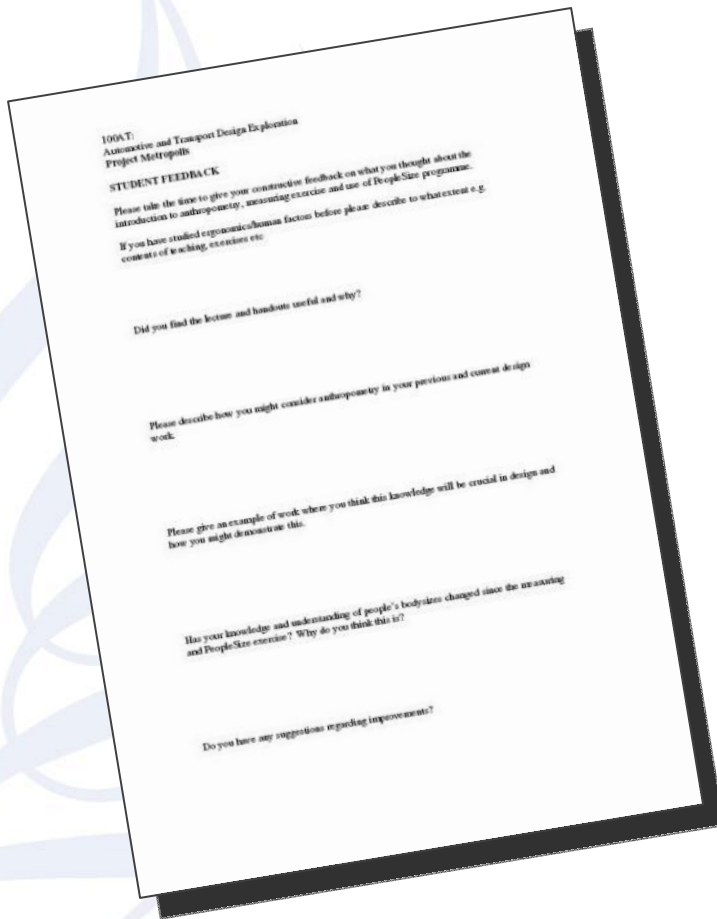 100AT:
Automotive and Transport Design Exploration
Project Metropolis
STUDENT FEEDBACK
Please take the time to give your constructive feedback on what you thought about the
introduction to anthropometry, measuring exercise and use of PeopleSize programme.
If you have studied ergonomics/human factors before please describe to what extent e.g.
contents of teaching, exercises etc
Did you find the lecture and handouts useful and why?
Please describe how you might consider anthropometry in your previous and current design
work.
Please give an example of work where you think this knowledge will be crucial in design and
how you might demonstrate this.
Has your knowledge and understanding of people's bodysizes changed since the measuring
and PeopleSize exercise? Why do you think this is?
Do you have any suggestions regarding improvements?